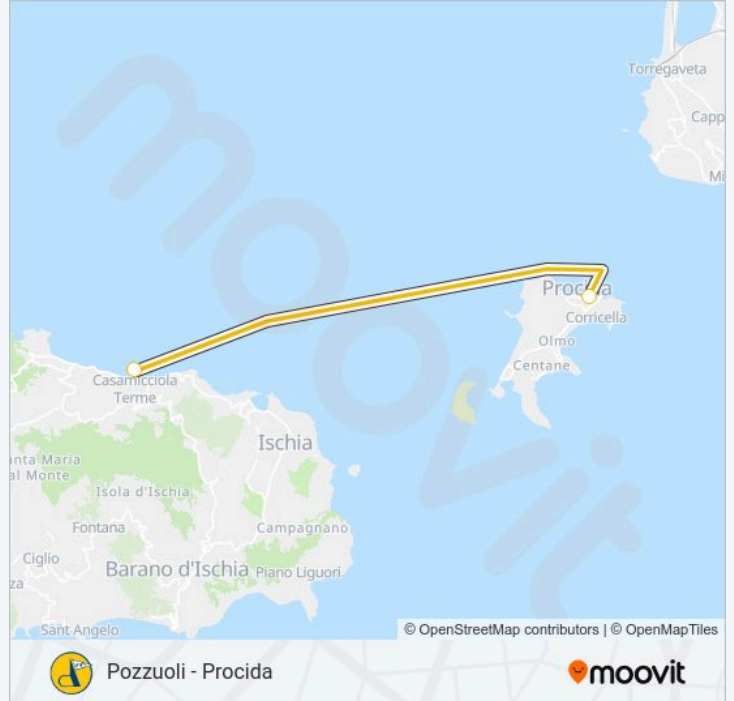 Torregaveta
Capp
Mi
Procida
Corricella
Olmo
Centane
Casamicciola
Terme
Ischia
anta Maria
al Monte
Isola d'Ischia
Fontana
Campagnano
Ciglio
Barano d'Ischia
Piano Liguori
za
Sant Angelo
© OpenStreetMap contributors | © OpenMapTiles
Pozzuoli - Procida
moovit
moovit